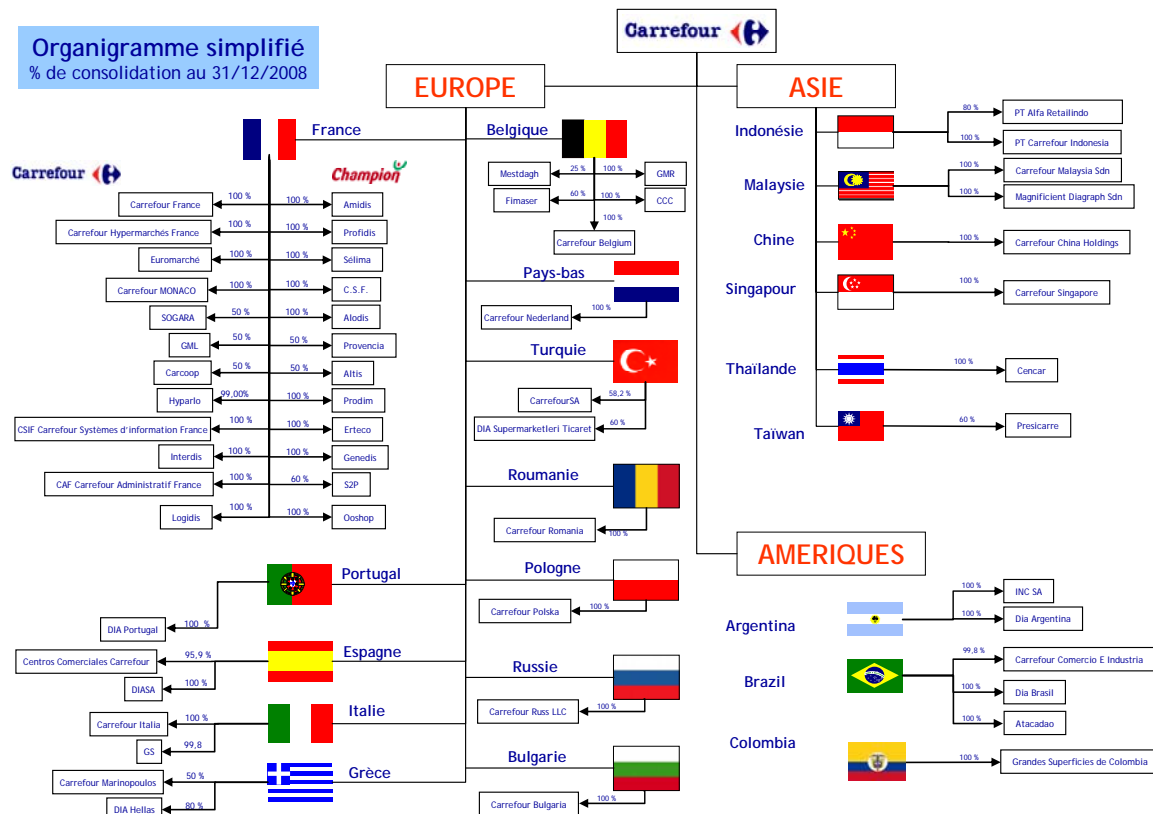 Carrefour
Organigramme simplifié
% de consolidation au 31/12/2008
EUROPE
ASIE
France
Carrefour
Champion
100 %
Carrefour France
100 %
Amidis
100 %
Carrefour Hypermarchés France
100 %
Profidis
100 %
Euromarché
100 %
Sélima
100 %
Carrefour MONACO
100 %
C.S.F.
50 %
SOGARA
100 %
Alodis
50 %
GML
50 %
Provencia
50 %
Carcoop
50 %
Altis
99,00%
Hyparlo
100 %
Prodim
100 %
CSIF Carrefour Systèmes d'information France
100 %
Erteco
100 %
Interdis
100 %
Genedis
100 %
CAF Carrefour Administratif France
60 %
S2P
100 %
Logidis
100 %
Ooshop
Portugal
100 %
DIA Portugal
Espagne
95,9 %
Centros Comerciales Carrefour
100 %
DIASA
Italie
100 %
Carrefour Italia
99,8
GS
Grèce
50 %
Carrefour Marinopoulos
80 %
DIA Hellas
Belgique
Mestdagh
25 %
100 %
GMR
Fimaser
60 %
100 %
CCC
100 %
Carrefour Belgium
Pays-bas
100 %
Carrefour Nederland
Turquie
58,2 %
CarrefourSA
60 %
DIA Supermarketleri Ticaret
Roumanie
Carrefour Romania
100 %
Pologne
Carrefour Polska
100 %
Russie
Carrefour Russ LLC
100 %
Bulgarie
Carrefour Bulgaria
100 %
Indonésie
80 %
PT Alfa Retailindo
100 %
PT Carrefour Indonesia
Malaysie
100 %
Carrefour Malaysia Sdn
100 %
Magnificient Diagraph Sdn
Chine
100 %
Carrefour China Holdings
Singapour
100 %
Carrefour Singapore
Thaïlande
100 %
Cencar
Taïwan
60 %
Presicarre
AMERIQUES
Argentina
100 %
INC SA
100 %
Dia Argentina
Brazil
99,8 %
Carrefour Comercio E Industria
100 %
Dia Brasil
100 %
Atacadao
Colombia
100 %
Grandes Superficies de Colombia